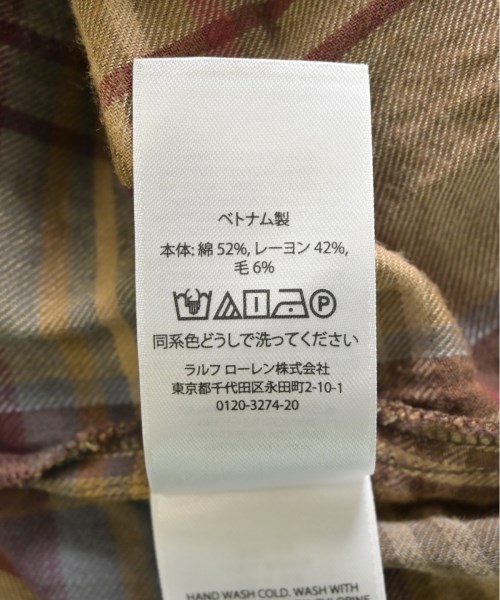 ベトナム製
本体: 綿 52%, レーヨン 42%,
毛 6%
P
同系色どうしで洗ってください
ラルフ ローレン株式会社
東京都千代田区永田町2-10-1
0120-3274-20
HAND WASH COLD. WASH WITH